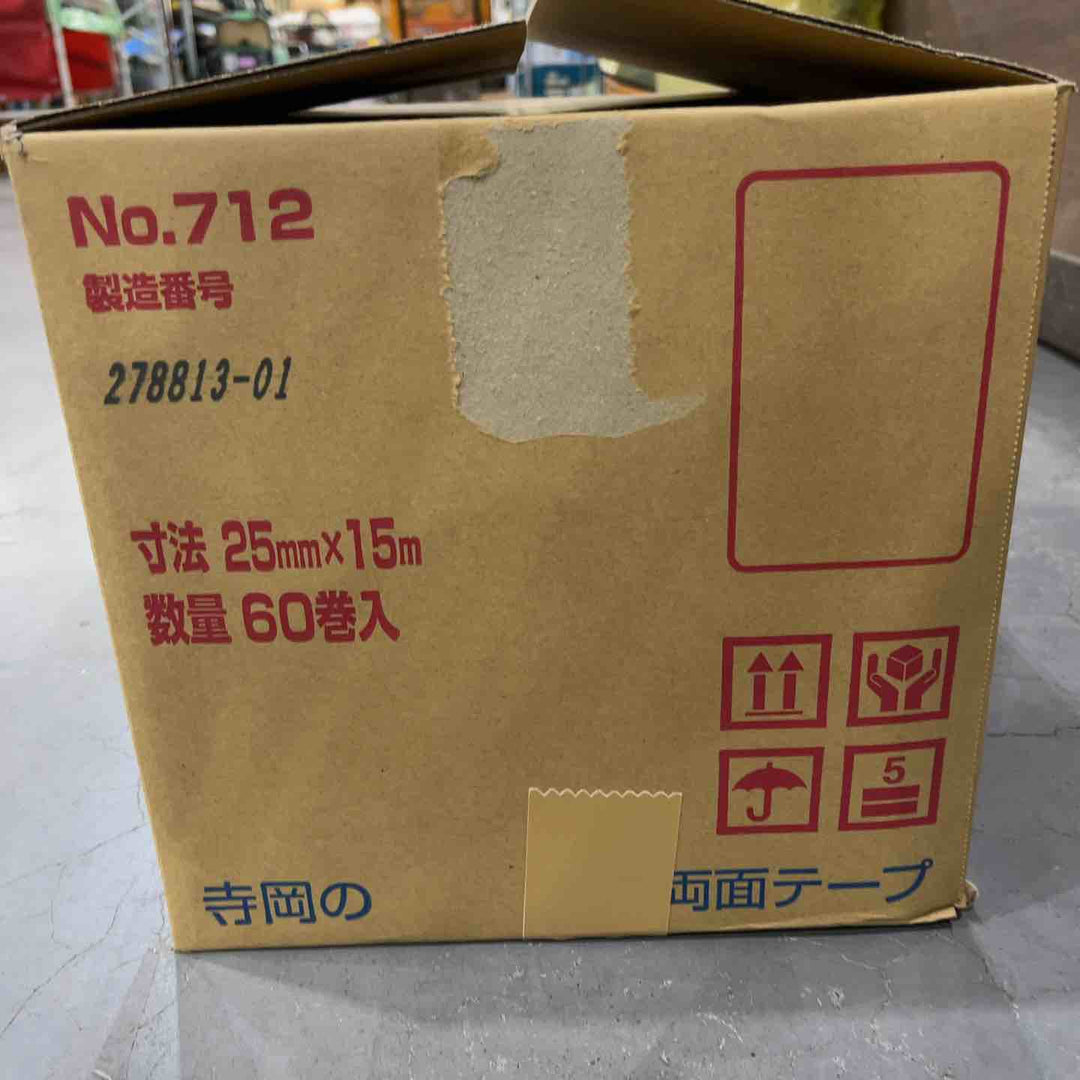 No.712
製造番号
278813-01
寸法 25mm×15m
数量 60巻入
5
寺岡の 両面テープ